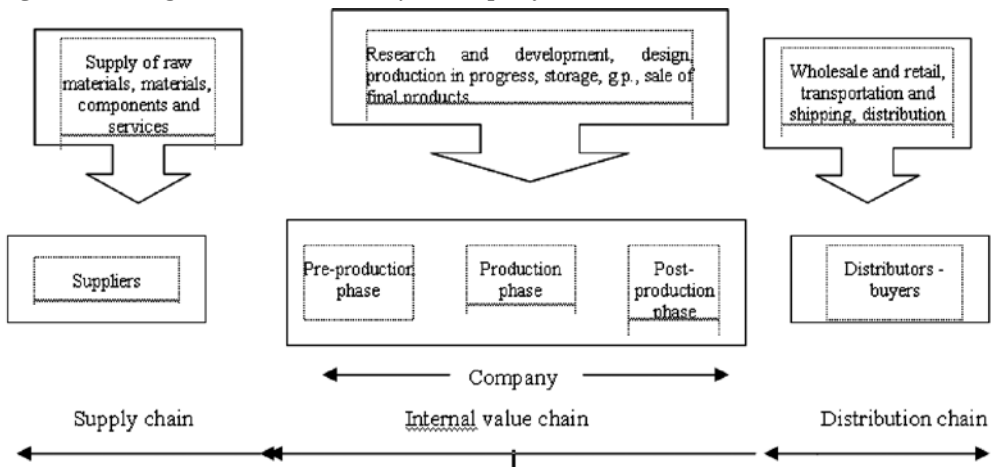 Supply of raw
materials, materials,
components and
services
Research and development, design,
production in progress, storage, g.p., sale of
final products
Wholesale and retail,
transportation and
shipping, distribution
Suppliers
Pre-production
phase
Production
phase
Post-
production
phase
Distributors -
buyers
Company
Supply chain
Internal value chain
Distribution chain